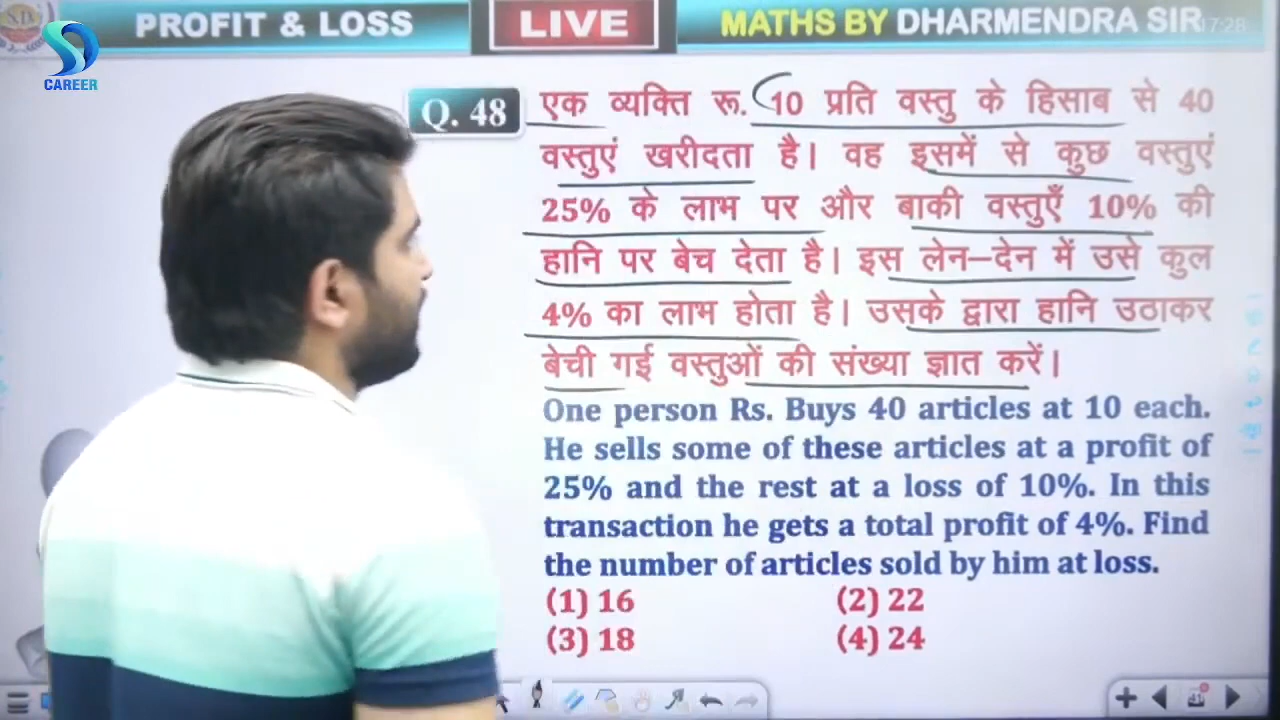 S.D.
CAREER
PROFIT & LOSS
LIVE
MATHS BY DHARMENDRA SIR
17:28
Q. 48
एक व्यक्ति रू. 10 प्रति वस्तु के हिसाब से 40
वस्तुएं खरीदता है। वह इसमें से कुछ वस्तुएं
25% के लाभ पर और बाकी वस्तुएँ 10% की
हानि पर बेच देता है। इस लेन–देन में उसे कुल
4% का लाभ होता है। उसके द्वारा हानि उठाकर
बेची गई वस्तुओं की संख्या ज्ञात करें।
One person Rs. Buys 40 articles at 10 each.
He sells some of these articles at a profit of
25% and the rest at a loss of 10%. In this
transaction he gets a total profit of 4%. Find
the number of articles sold by him at loss.
(1) 16 (2) 22
(3) 18 (4) 24